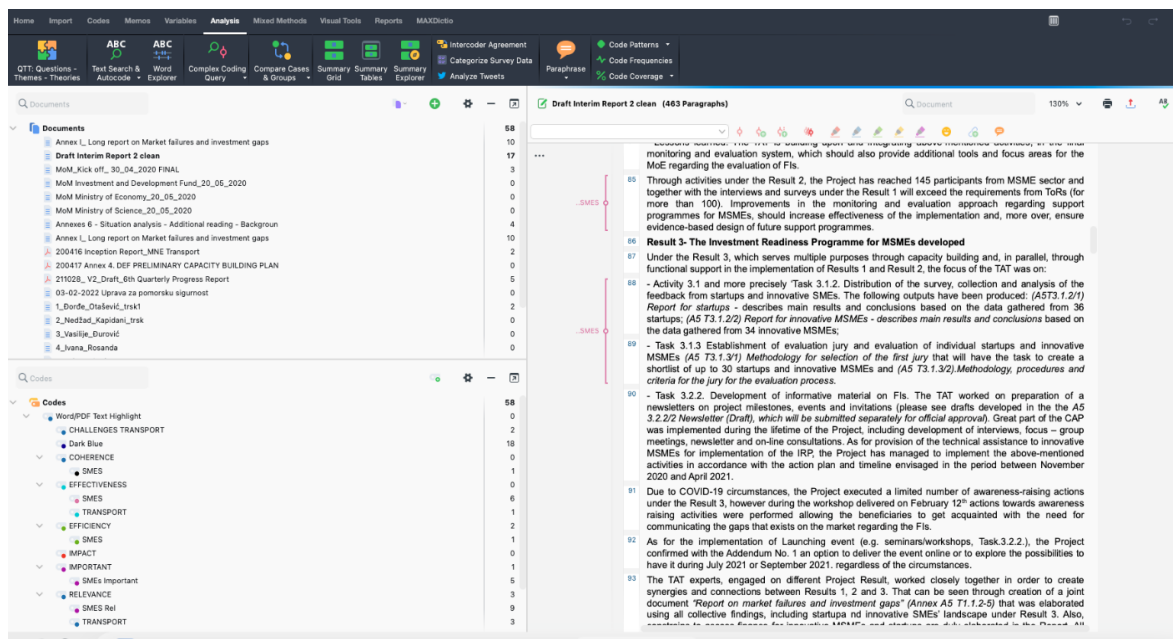 Home Import Codes Memos Variables Analysis Mixed Methods Visual Tools Reports MAXDictio
QTT: Questions - Themes - Theories
ABC Text Search & Autocode
ABC Word Explorer
Complex Coding Query
Compare Cases & Groups
Summary Grid
Summary Tables
Summary Explorer
Intercoder Agreement
Categorize Survey Data
Analyze Tweets
Paraphrase
Code Patterns
Code Frequencies
Code Coverage
Documents
Documents 58
Annex I_ Long report on Market failures and investment gaps 10
Draft Interim Report 2 clean 17
MoM_Kick off_ 30_04_2020 FINAL 3
MoM Investment and Development Fund_20_05_2020 0
MoM Ministry of Economy_20_05_2020 0
MoM Ministry of Science_20_05_2020 0
Annexes 6 - Situation analysis - Additional reading - Backgroun 4
Annex I_ Long report on Market failures and investment gaps 10
200416 Inception Report_MNE Transport 2
200417 Annex 4. DEF PRELIMINARY CAPACITY BUILDING PLAN 0
211028_ V2_Draft_6th Quarterly Progress Report 5
03-02-2022 Uprava za pomorsku sigurnost 0
1_Đorđe_Otašević_trsk1 2
2_Nedžad_Kapidani_trsk 0
3_Vasilije_Đurović 0
4_Ivana_Rosanda 0
Codes
Codes 58
Word/PDF Text Highlight 0
CHALLENGES TRANSPORT 2
Dark Blue 18
COHERENCE 0
SMES 1
EFFECTIVENESS 0
SMES 6
TRANSPORT 1
EFFICIENCY 2
SMES 1
IMPACT 0
IMPORTANT 1
SMEs Important 5
RELEVANCE 3
SMES Rel 9
TRANSPORT 3
Draft Interim Report 2 clean (463 Paragraphs)
Document
130%
AB
monitoring and evaluation system, which should also provide additional tools and focus areas for the
MoE regarding the evaluation of FIs.
85 Through activities under the Result 2, the Project has reached 145 participants from MSME sector and
..SMES
together with the interviews and surveys under the Result 1 will exceed the requirements from ToRs (for
more than 100). Improvements in the monitoring and evaluation approach regarding support
programmes for MSMEs, should increase effectiveness of the implementation and, more over, ensure
evidence-based design of future support programmes.
86 Result 3- The Investment Readiness Programme for MSMEs developed
87 Under the Result 3, which serves multiple purposes through capacity building and, in parallel, through
functional support in the implementation of Results 1 and Result 2, the focus of the TAT was on:
88 - Activity 3.1 and more precisely 'Task 3.1.2. Distribution of the survey, collection and analysis of the
feedback from startups and innovative SMEs. The following outputs have been produced: (A5T3.1.2/1)
Report for startups - describes main results and conclusions based on the data gathered from 36
startups; (A5 T3.1.2/2) Report for innovative MSMEs - describes main results and conclusions based on
..SMES
the data gathered from 34 innovative MSMEs;
89 - Task 3.1.3 Establishment of evaluation jury and evaluation of individual startups and innovative
MSMEs (A5 T3.1.3/1) Methodology for selection of the first jury that will have the task to create a
shortlist of up to 30 startups and innovative MSMEs and (A5 T3.1.3/2).Methodology, procedures and
criteria for the jury for the evaluation process.
90 - Task 3.2.2. Development of informative material on FIs. The TAT worked on preparation of a
newsletters on project milestones, events and invitations (please see drafts developed in the the A5
3.2.2/2 Newsletter (Draft), which will be submitted separately for official approval). Great part of the CAP
was implemented during the lifetime of the Project, including development of interviews, focus – group
meetings, newsletter and on-line consultations. As for provision of the technical assistance to innovative
MSMEs for implementation of the IRP, the Project has managed to implement the above-mentioned
activities in accordance with the action plan and timeline envisaged in the period between November
2020 and April 2021.
91 Due to COVID-19 circumstances, the Project executed a limited number of awareness-raising actions
under the Result 3, however during the workshop delivered on February 12th actions towards awareness
raising activities were performed allowing the beneficiaries to get acquainted with the need for
communicating the gaps that exists on the market regarding the FIs.
92 As for the implementation of Launching event (e.g. seminars/workshops, Task.3.2.2.), the Project
confirmed with the Addendum No. 1 an option to deliver the event online or to explore the possibilities to
have it during July 2021 or September 2021. regardless of the circumstances.
93 The TAT experts, engaged on different Project Result, worked closely together in order to create
synergies and connections between Results 1, 2 and 3. That can be seen through creation of a joint
document "Report on market failures and investment gaps" (Annex A5 T1.1.2-5) that was elaborated
using all collective findings, including startupa nd innovative SMEs' landscape under Result 3. Also,